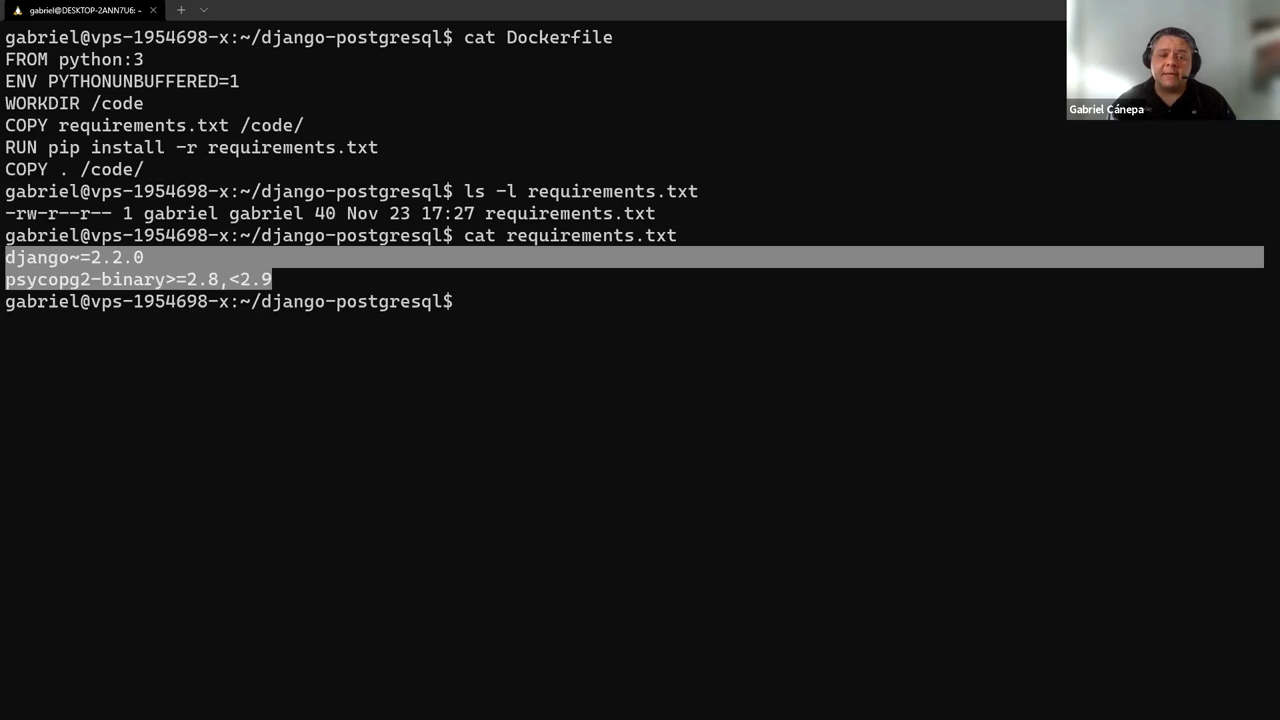 gabriel@DESKTOP-2ANN7U6: ~
gabriel@vps-1954698-x:~/django-postgresql$ cat Dockerfile
FROM python:3
ENV PYTHONUNBUFFERED=1
WORKDIR /code
COPY requirements.txt /code/
RUN pip install -r requirements.txt
COPY . /code/
gabriel@vps-1954698-x:~/django-postgresql$ ls -l requirements.txt
-rw-r--r-- 1 gabriel gabriel 40 Nov 23 17:27 requirements.txt
gabriel@vps-1954698-x:~/django-postgresql$ cat requirements.txt
django~=2.2.0
psycopg2-binary>=2.8,<2.9
gabriel@vps-1954698-x:~/django-postgresql$
Gabriel Cánepa